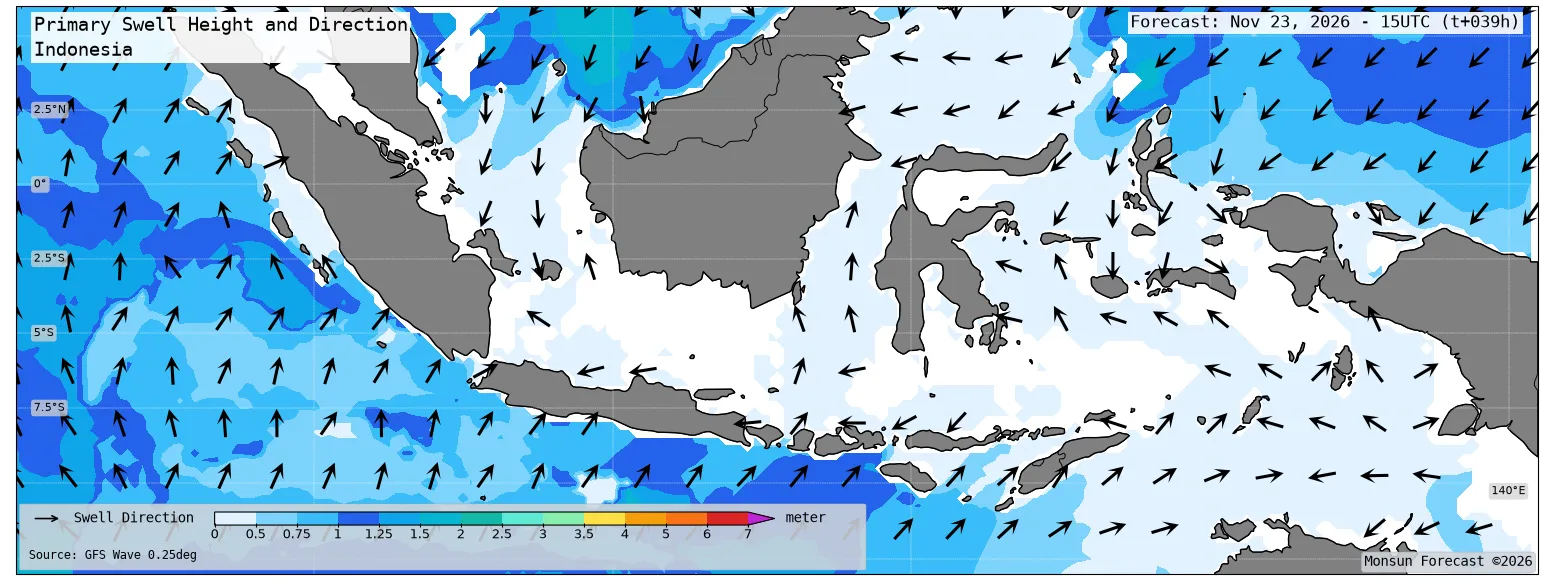 Primary Swell Height and Direction
Indonesia
Forecast: Nov 23, 2026 - 15UTC (t+039h)
2.5°N
0°
2.5°S
5°S
7.5°S
140°E
Swell Direction
0 0.5 0.75 1 1.25 1.5 2 2.5 3 3.5 4 5 6 7 meter
Source: GFS Wave 0.25deg
Monsun Forecast ©2026